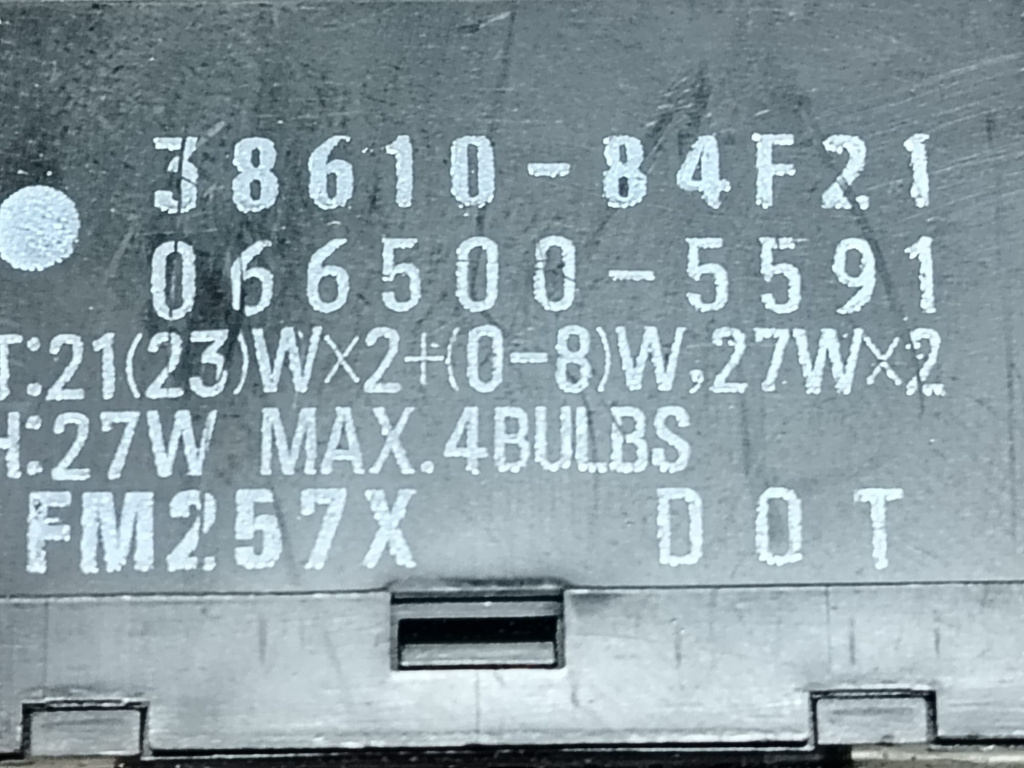 38610-84F21
066500-5591
T:21(23)W×2+(0-8)W,27W×2
H:27W MAX.4BULBS
FM257X DOT